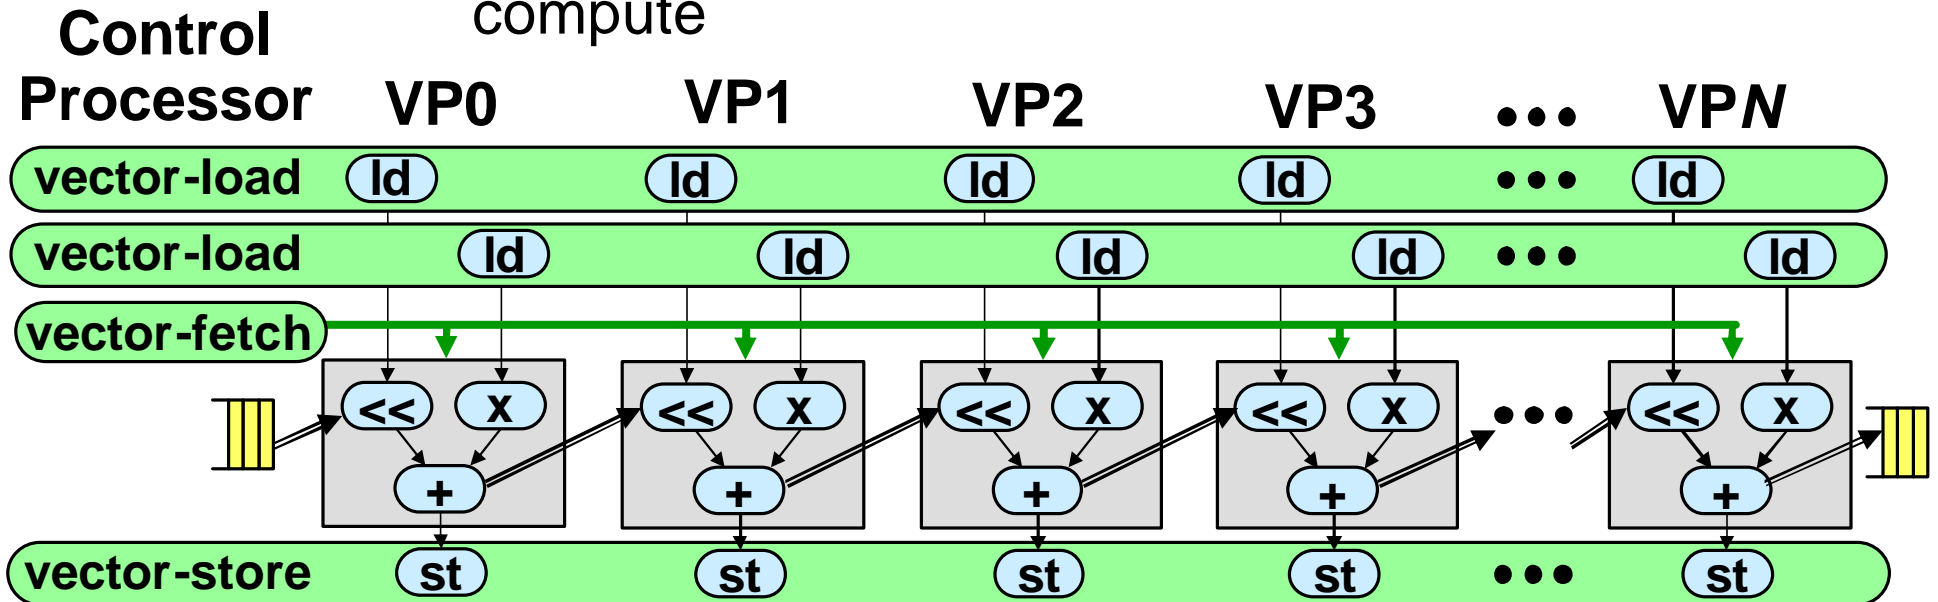 compute
Control
Processor VP0 VP1 VP2 VP3 ••• VPN
vector-load ld ld ld ld ••• ld
vector-load ld ld ld ld ••• ld
vector-fetch
<< x << x << x << x ••• << x
+ + + + +
vector-store st st st st ••• st